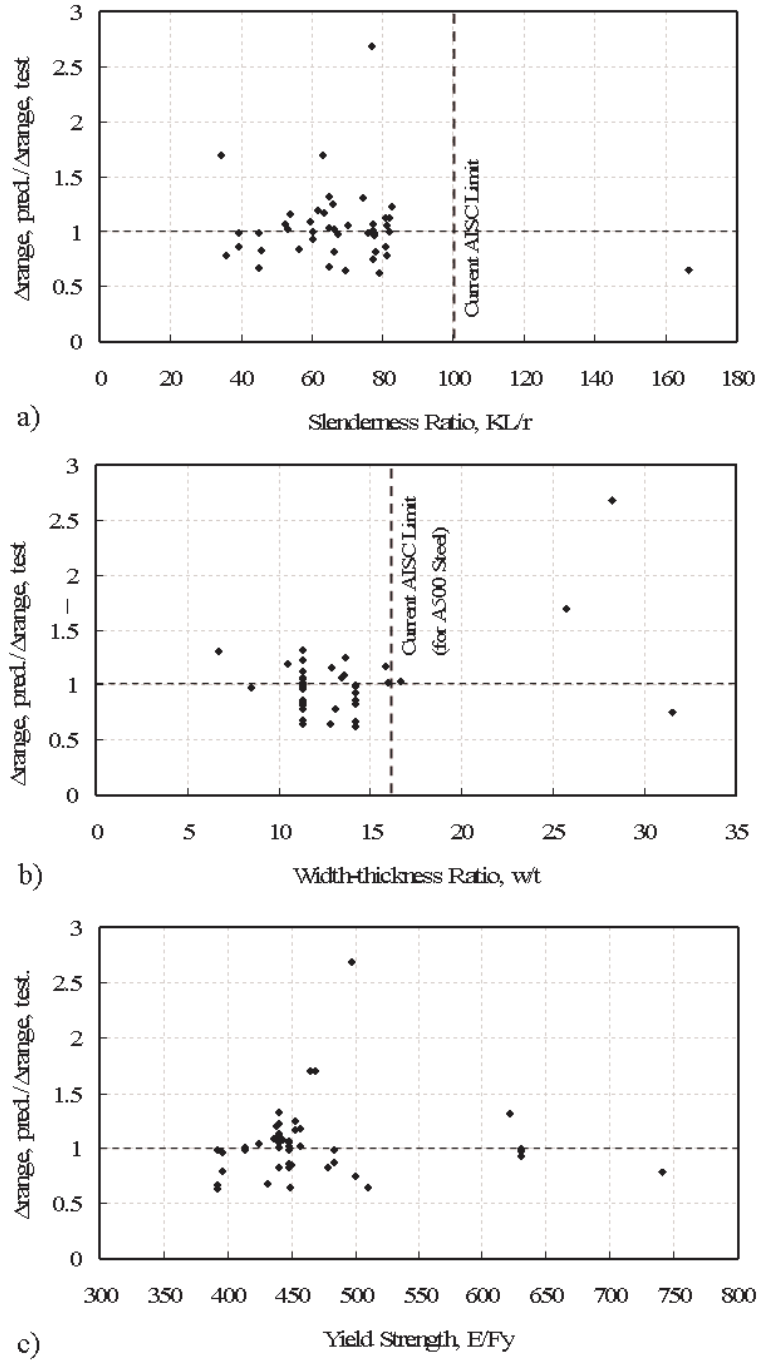 3
2.5
2
1.5
1
0.5
0
Δrange, pred./Δrange, test
Current AISC Limit
0 20 40 60 80 100 120 140 160 180
a)
Slenderness Ratio, KL/r
3
2.5
2
1.5
1
0.5
0
Δrange, pred./Δrange, test
Current AISC Limit
(for A500 Steel)
0 5 10 15 20 25 30 35
b)
Width-thickness Ratio, w/t
3
2.5
2
1.5
1
0.5
0
Δrange, pred./Δrange, test.
300 350 400 450 500 550 600 650 700 750 800
c)
Yield Strength, E/Fy